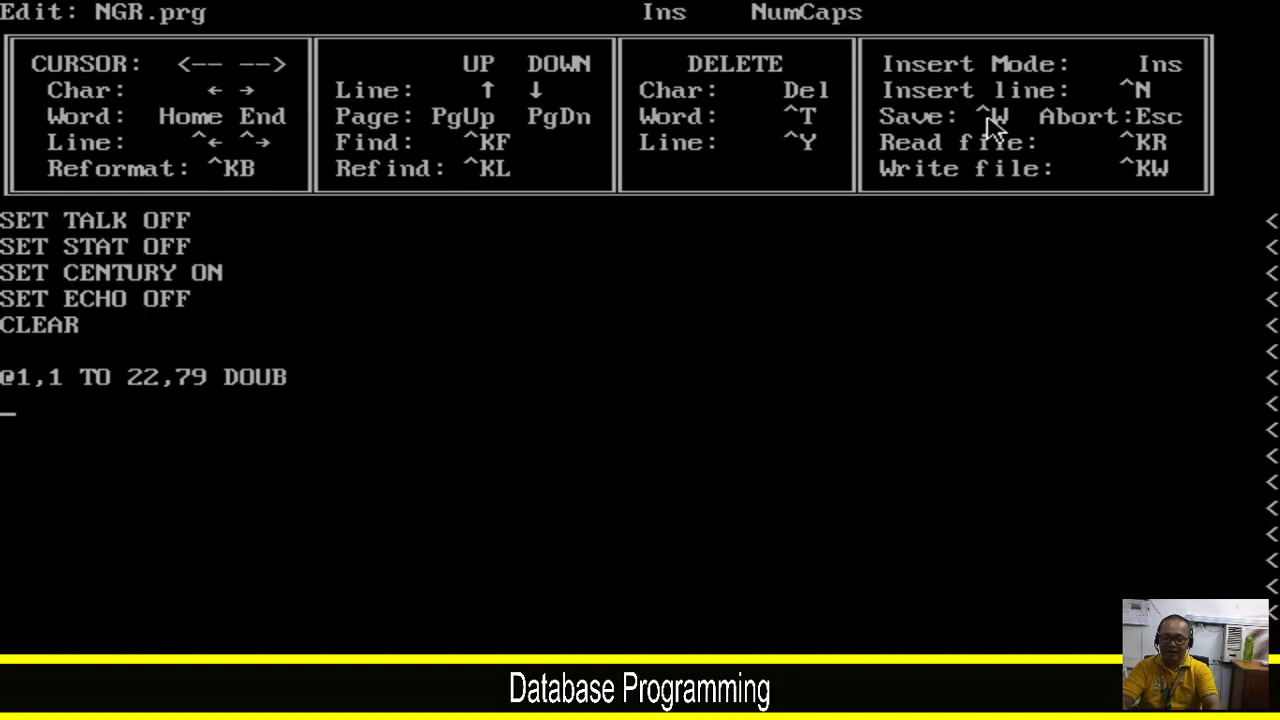 Edit: NGR.prg Ins NumCaps
CURSOR: <-- --> UP DOWN DELETE Insert Mode: Ins
Char: ← → Line: ↑ ↓ Char: Del Insert line: ^N
Word: Home End Page: PgUp PgDn Word: ^T Save: ^W Abort:Esc
Line: ^← ^→ Find: ^KF Line: ^Y Read file: ^KR
Reformat: ^KB Refind: ^KL Write file: ^KW
SET TALK OFF <
SET STAT OFF <
SET CENTURY ON <
SET ECHO OFF <
CLEAR <
<
@1,1 TO 22,79 DOUB <
_ <
<
<
<
<
<
<
<
<
Database Programming